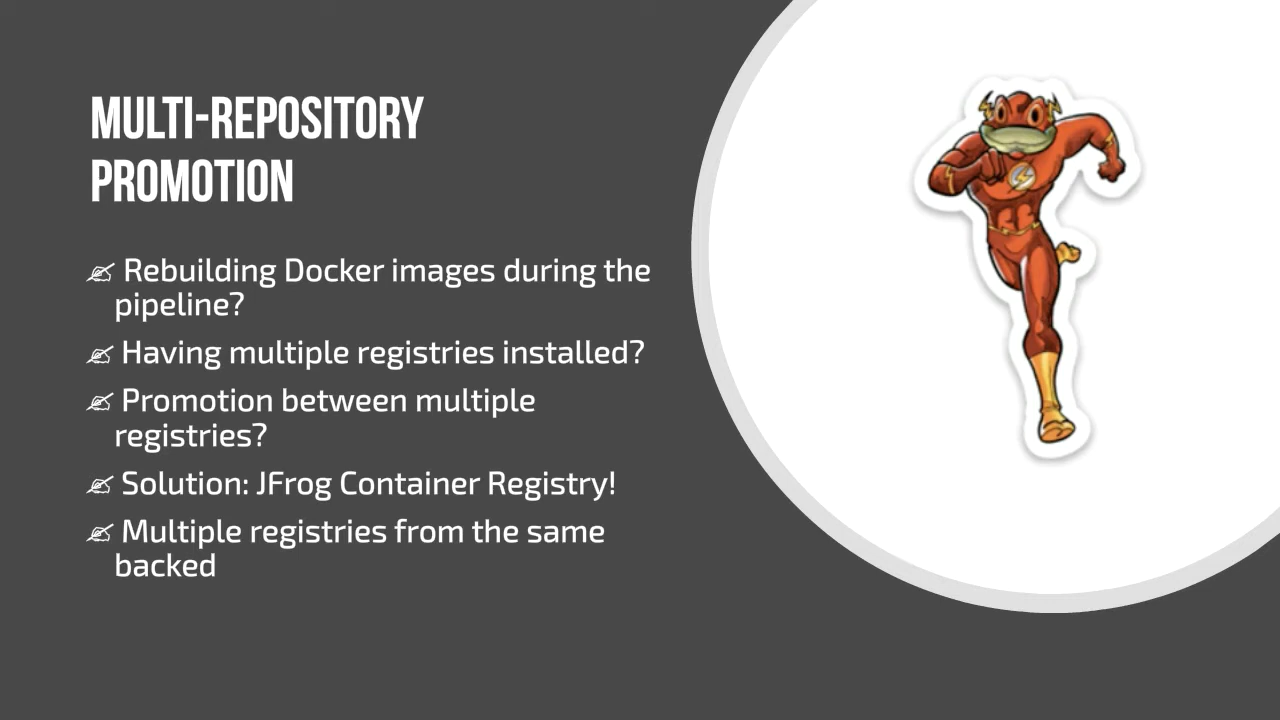 MULTI-REPOSITORY
PROMOTION
✍ Rebuilding Docker images during the
pipeline?
✍ Having multiple registries installed?
✍ Promotion between multiple
registries?
✍ Solution: JFrog Container Registry!
✍ Multiple registries from the same
backed